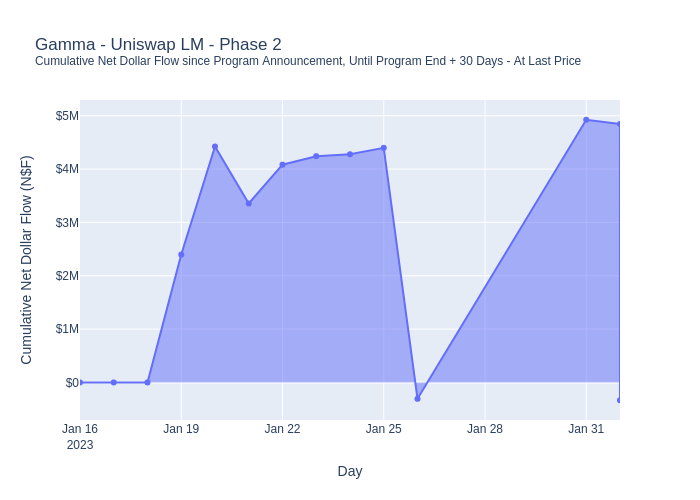 Gamma - Uniswap LM - Phase 2
Cumulative Net Dollar Flow since Program Announcement, Until Program End + 30 Days - At Last Price
Cumulative Net Dollar Flow (N$F)
$5M
$4M
$3M
$2M
$1M
$0
Jan 16
2023
Jan 19
Jan 22
Jan 25
Jan 28
Jan 31
Day